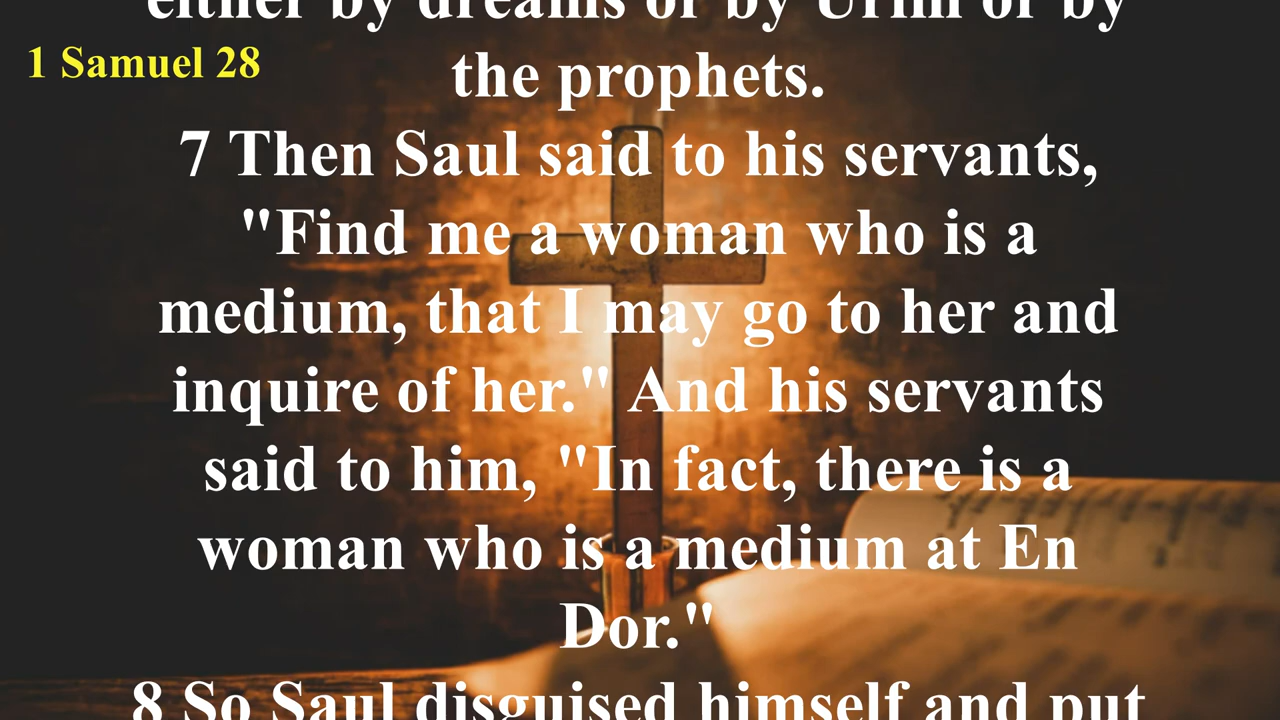 either by dreams or by Urim or by
1 Samuel 28
the prophets.
7 Then Saul said to his servants,
"Find me a woman who is a
medium, that I may go to her and
inquire of her." And his servants
said to him, "In fact, there is a
woman who is a medium at En
Dor."
8 So Saul disguised himself and put